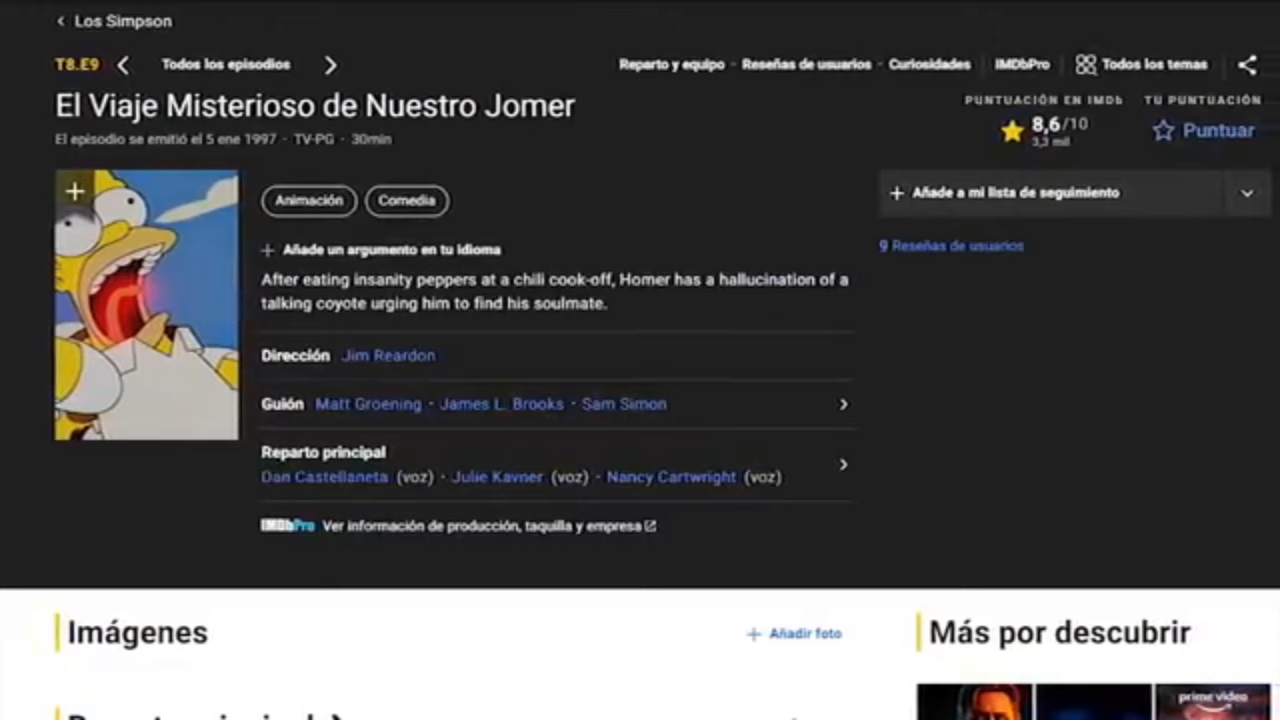 Los Simpson
T8.E9 Todos los episodios Reparto y equipo · Reseñas de usuarios · Curiosidades IMDbPro Todos los temas
El Viaje Misterioso de Nuestro Jomer
El episodio se emitió el 5 ene 1997 · TV-PG · 30min
PUNTUACIÓN EN IMDb TU PUNTUACIÓN
8,6/10 Puntuar
3,3 mil
Animación Comedia
+ Añade a mi lista de seguimiento
9 Reseñas de usuarios
+ Añade un argumento en tu idioma
After eating insanity peppers at a chili cook-off, Homer has a hallucination of a
talking coyote urging him to find his soulmate.
Dirección Jim Reardon
Guión Matt Groening · James L. Brooks · Sam Simon
Reparto principal
Dan Castellaneta (voz) · Julie Kavner (voz) · Nancy Cartwright (voz)
IMDbPro Ver información de producción, taquilla y empresa
Imágenes + Añadir foto Más por descubrir
prime video